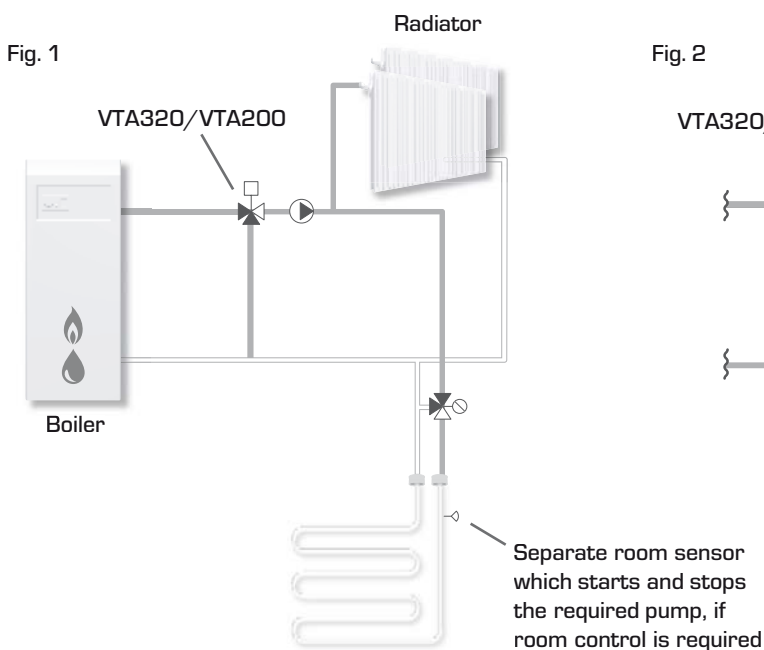 Fig. 1
Radiator
VTA320/VTA200
Boiler
Separate room sensor
which starts and stops
the required pump, if
room control is required
Fig. 2
VTA320/